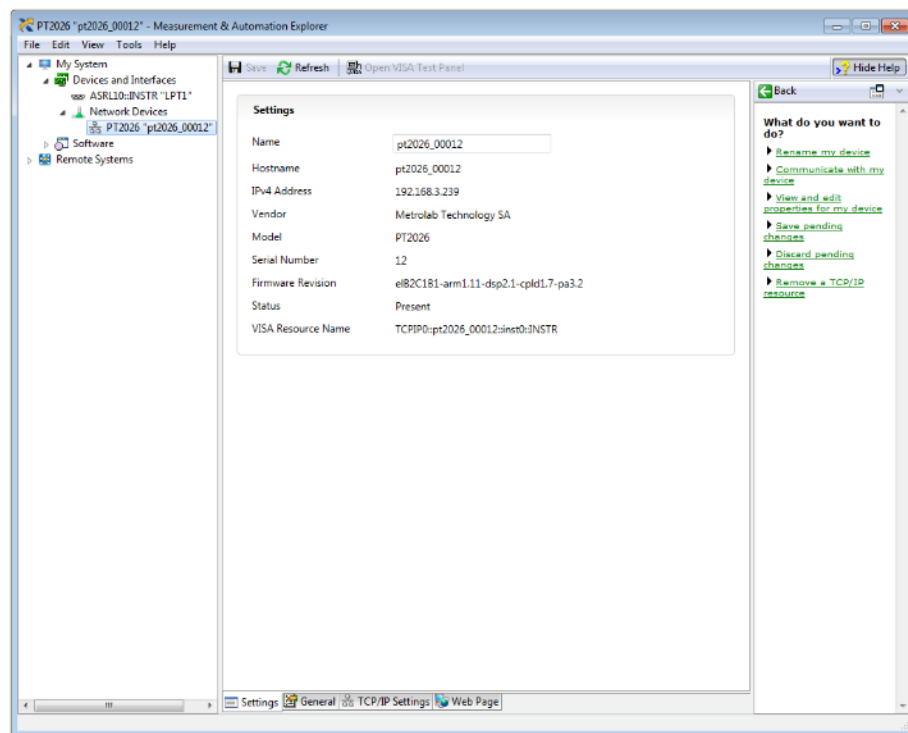 PT2026 "pt2026_00012" - Measurement & Automation Explorer
File Edit View Tools Help
My System
Devices and Interfaces
ASRL10::INSTR "LPT1"
Network Devices
PT2026 "pt2026_00012"
Software
Remote Systems
Save Refresh Open VISA Test Panel Hide Help
Settings
Name pt2026_00012
Hostname pt2026_00012
IPv4 Address 192.168.3.239
Vendor Metrolab Technology SA
Model PT2026
Serial Number 12
Firmware Revision elB2C1B1-arm1.11-dsp2.1-cpld1.7-pa3.2
Status Present
VISA Resource Name TCPIP0::pt2026_00012::inst0::INSTR
Back
What do you want to
do?
Rename my device
Communicate with my
device
View and edit
properties for my device
Save pending
changes
Discard pending
changes
Remove a TCP/IP
resource
Settings General TCP/IP Settings Web Page